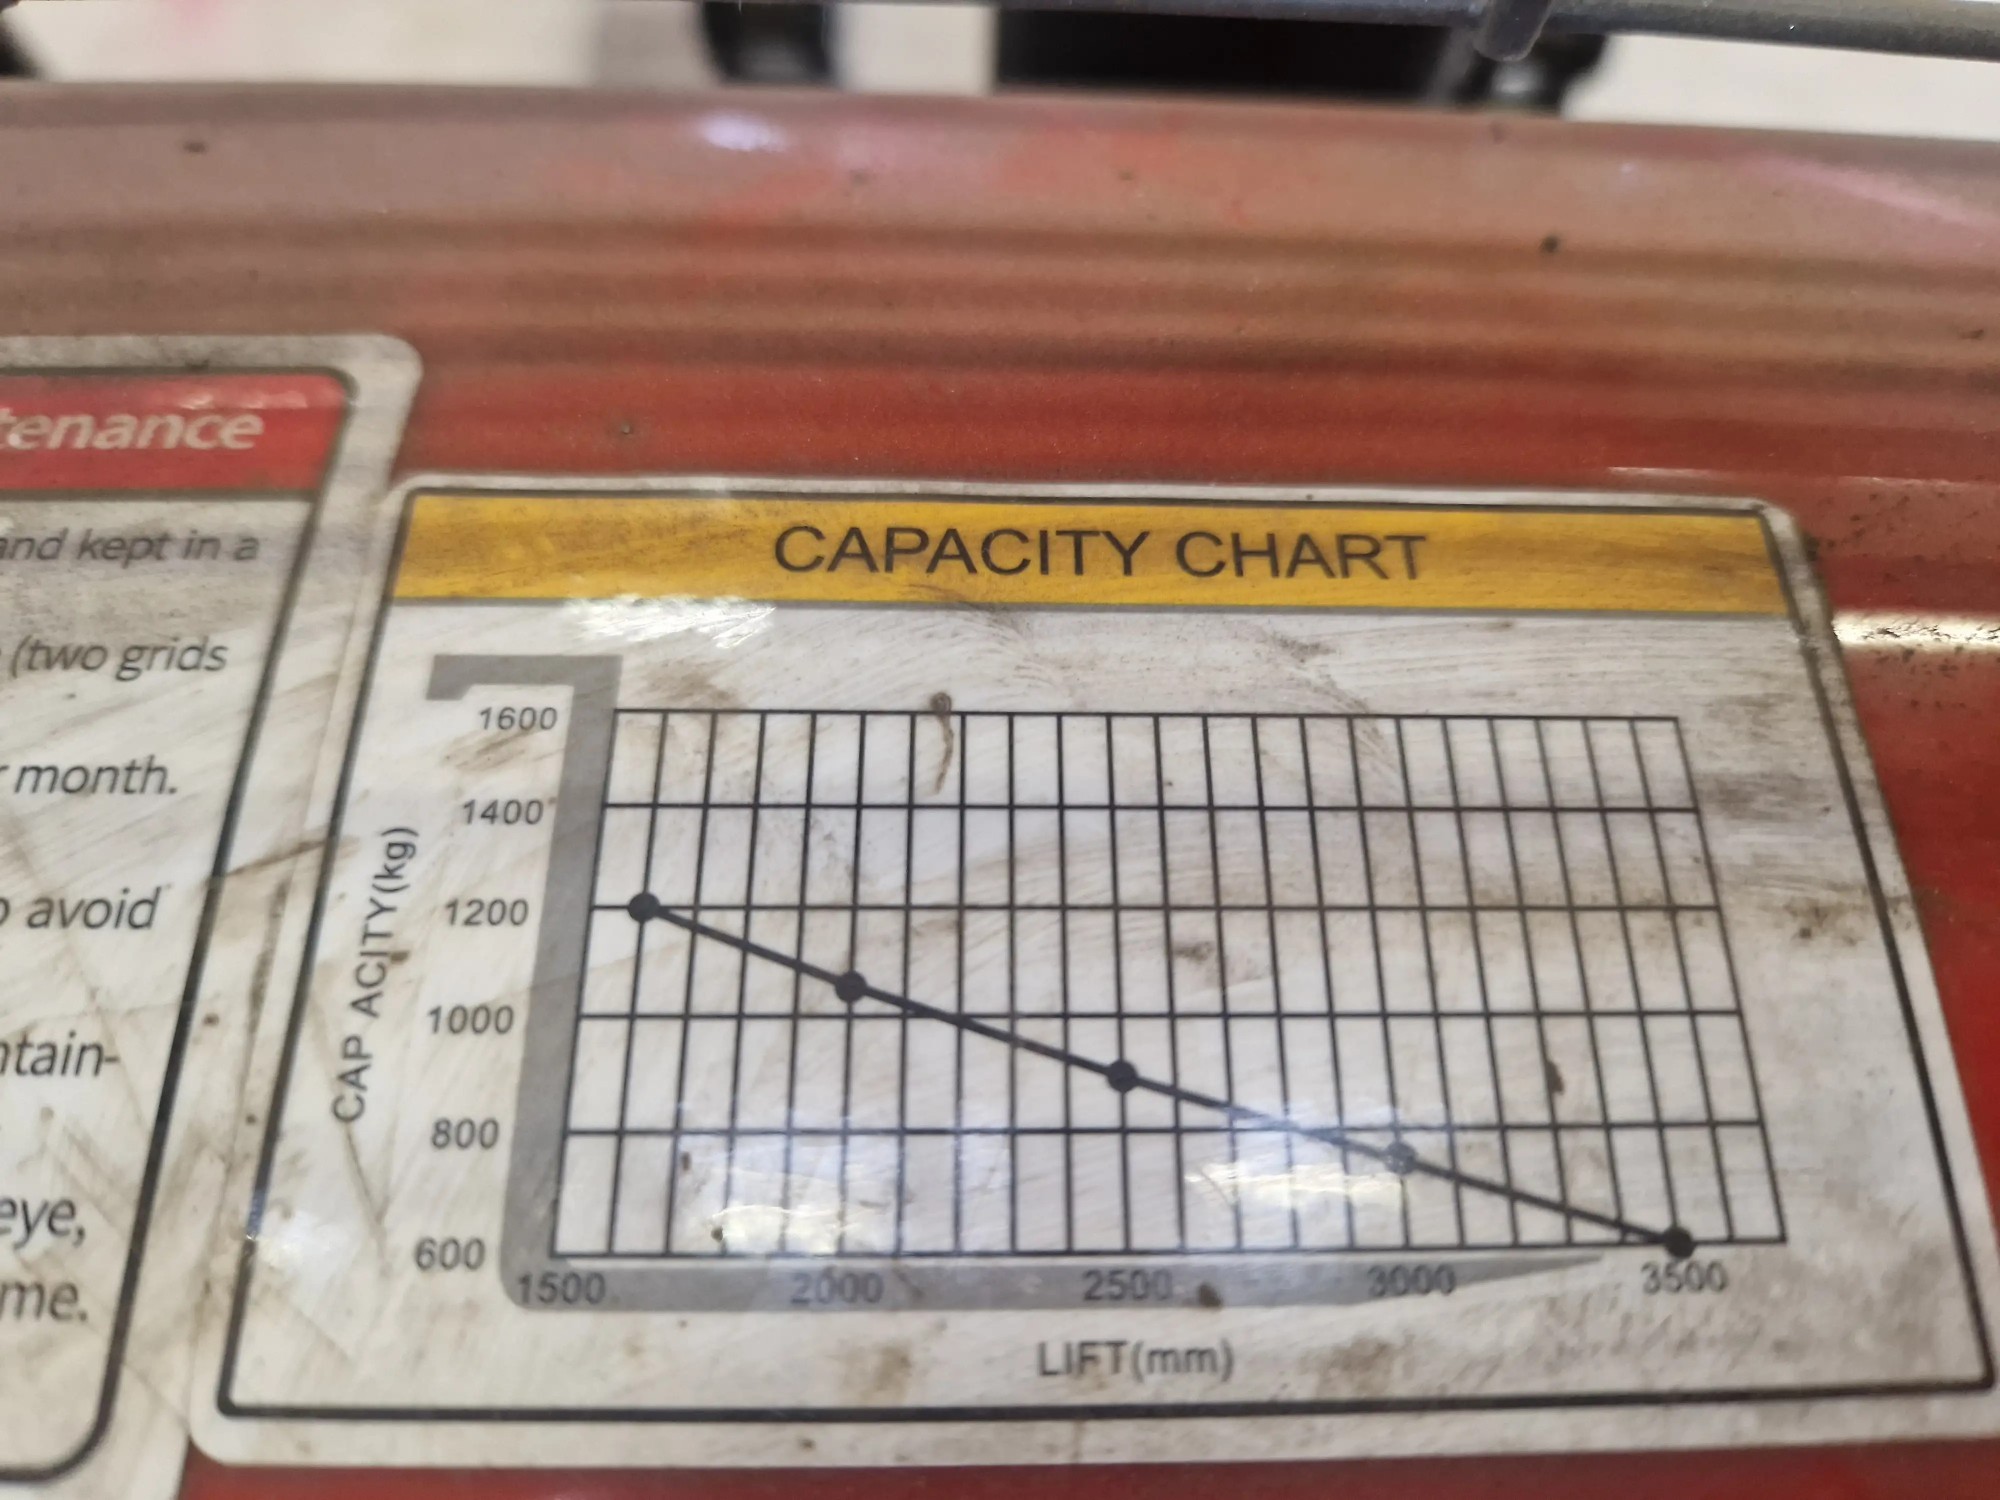 tenance
and kept in a
(two grids
month.
avoid
ntain-
eye,
me.
CAPACITY CHART
CAP ACITY(kg)
1600
1400
1200
1000
800
600
1500 2000 2500 3000 3500
LIFT(mm)